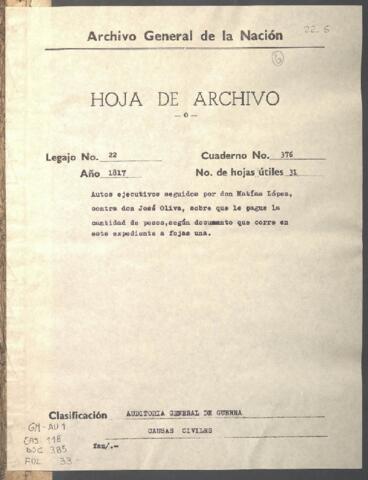 Archivo General de la Nación
22-6
6
HOJA DE ARCHIVO
—o—
Legajo No. 22 Cuaderno No. 376
Año 1817 No. de hojas útiles 31
Autos ejecutivos seguidos por don Matías López,
contra don José Oliva, sobre que le pague la
cantidad de pesos,según documento que corre en
este expediente a fojas una.
Clasificación AUDITORIA GENERAL DE GUERRA
CAUSAS CIVILES
fan/.-
GM-AU1
CAS. 118
DOC. 385
FOL. 33